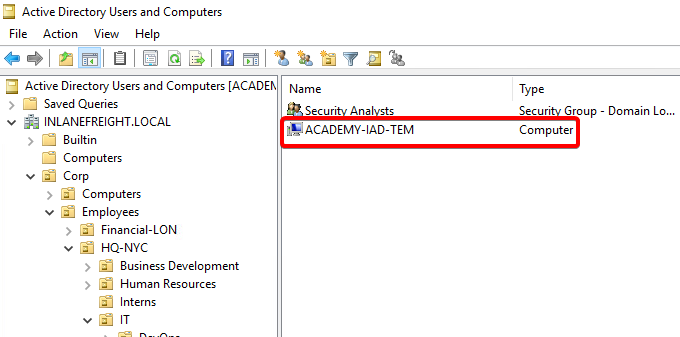 Active Directory Users and Computers
File Action View Help
Active Directory Users and Computers [ACADEM
Saved Queries
INLANEFREIGHT.LOCAL
Builtin
Computers
Corp
Computers
Employees
Financial-LON
HQ-NYC
Business Development
Human Resources
Interns
IT
DevOps
Name Type
Security Analysts Security Group - Domain Lo...
ACADEMY-IAD-TEM Computer